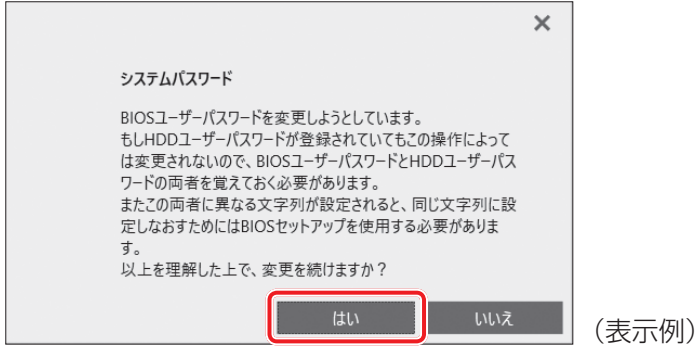 システムパスワード
BIOSユーザーパスワードを変更しようとしています。
もしHDDユーザーパスワードが登録されていてもこの操作によって
は変更されないので、BIOSユーザーパスワードとHDDユーザーパス
ワードの両者を覚えておく必要があります。
またこの両者に異なる文字列が設定されると、同じ文字列に設
定しなおすためにはBIOSセットアップを使用する必要がありま
す。
以上を理解した上で、変更を続けますか？
はい いいえ
（表示例）